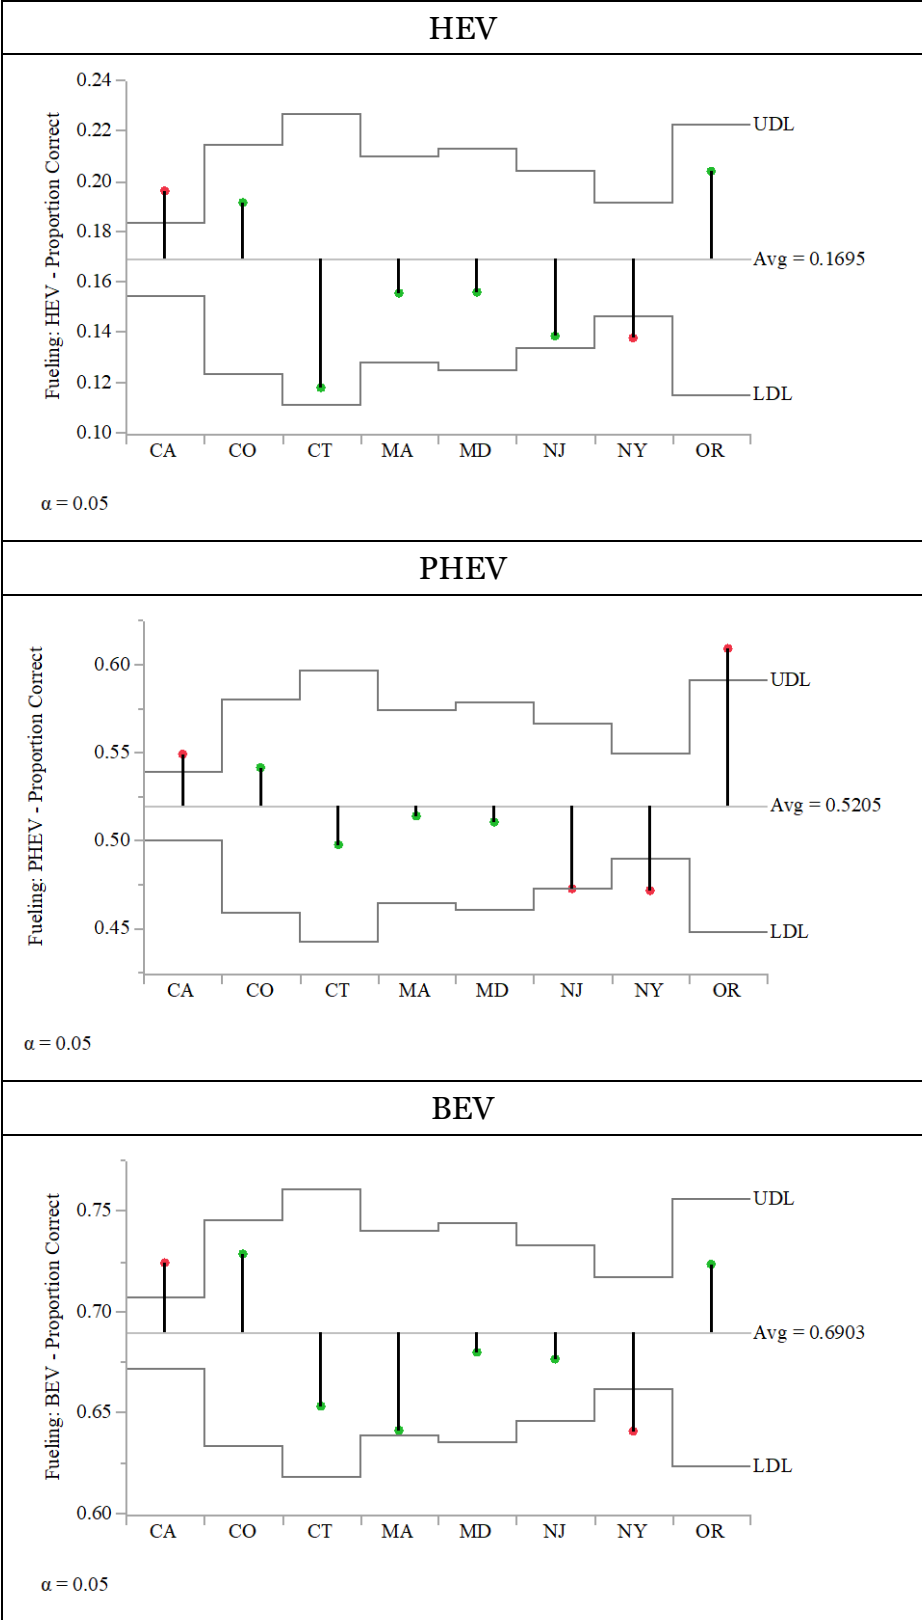 HEV
Fueling: HEV - Proportion Correct
0.24
0.22
0.20
0.18
0.16
0.14
0.12
0.10
UDL
Avg = 0.1695
LDL
CA CO CT MA MD NJ NY OR
α = 0.05
PHEV
Fueling: PHEV - Proportion Correct
0.60
0.55
0.50
0.45
UDL
Avg = 0.5205
LDL
CA CO CT MA MD NJ NY OR
α = 0.05
BEV
Fueling: BEV - Proportion Correct
0.75
0.70
0.65
0.60
UDL
Avg = 0.6903
LDL
CA CO CT MA MD NJ NY OR
α = 0.05